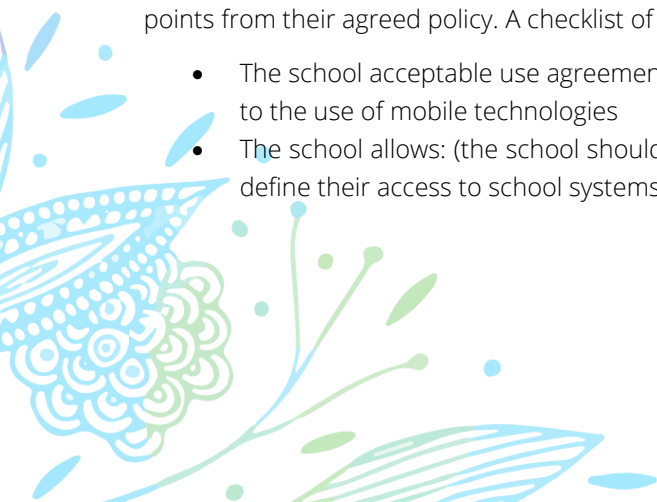 points from their agreed policy. A checklist of
• The school acceptable use agreemen
to the use of mobile technologies
• The school allows: (the school should
define their access to school systems